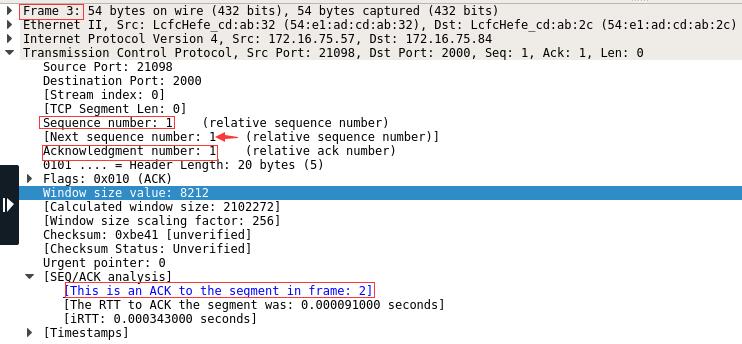 Frame 3: 54 bytes on wire (432 bits), 54 bytes captured (432 bits)
Ethernet II, Src: LcfcHefe_cd:ab:32 (54:e1:ad:cd:ab:32), Dst: LcfcHefe_cd:ab:2c (54:e1:ad:cd:ab:2c)
Internet Protocol Version 4, Src: 172.16.75.57, Dst: 172.16.75.84
Transmission Control Protocol, Src Port: 21098, Dst Port: 2000, Seq: 1, Ack: 1, Len: 0
Source Port: 21098
Destination Port: 2000
[Stream index: 0]
[TCP Segment Len: 0]
Sequence number: 1    (relative sequence number)
[Next sequence number: 1    (relative sequence number)]
Acknowledgment number: 1    (relative ack number)
0101 .... = Header Length: 20 bytes (5)
Flags: 0x010 (ACK)
Window size value: 8212
[Calculated window size: 2102272]
[Window size scaling factor: 256]
Checksum: 0xbe41 [unverified]
[Checksum Status: Unverified]
Urgent pointer: 0
[SEQ/ACK analysis]
[This is an ACK to the segment in frame: 2]
[The RTT to ACK the segment was: 0.000091000 seconds]
[iRTT: 0.000343000 seconds]
[Timestamps]